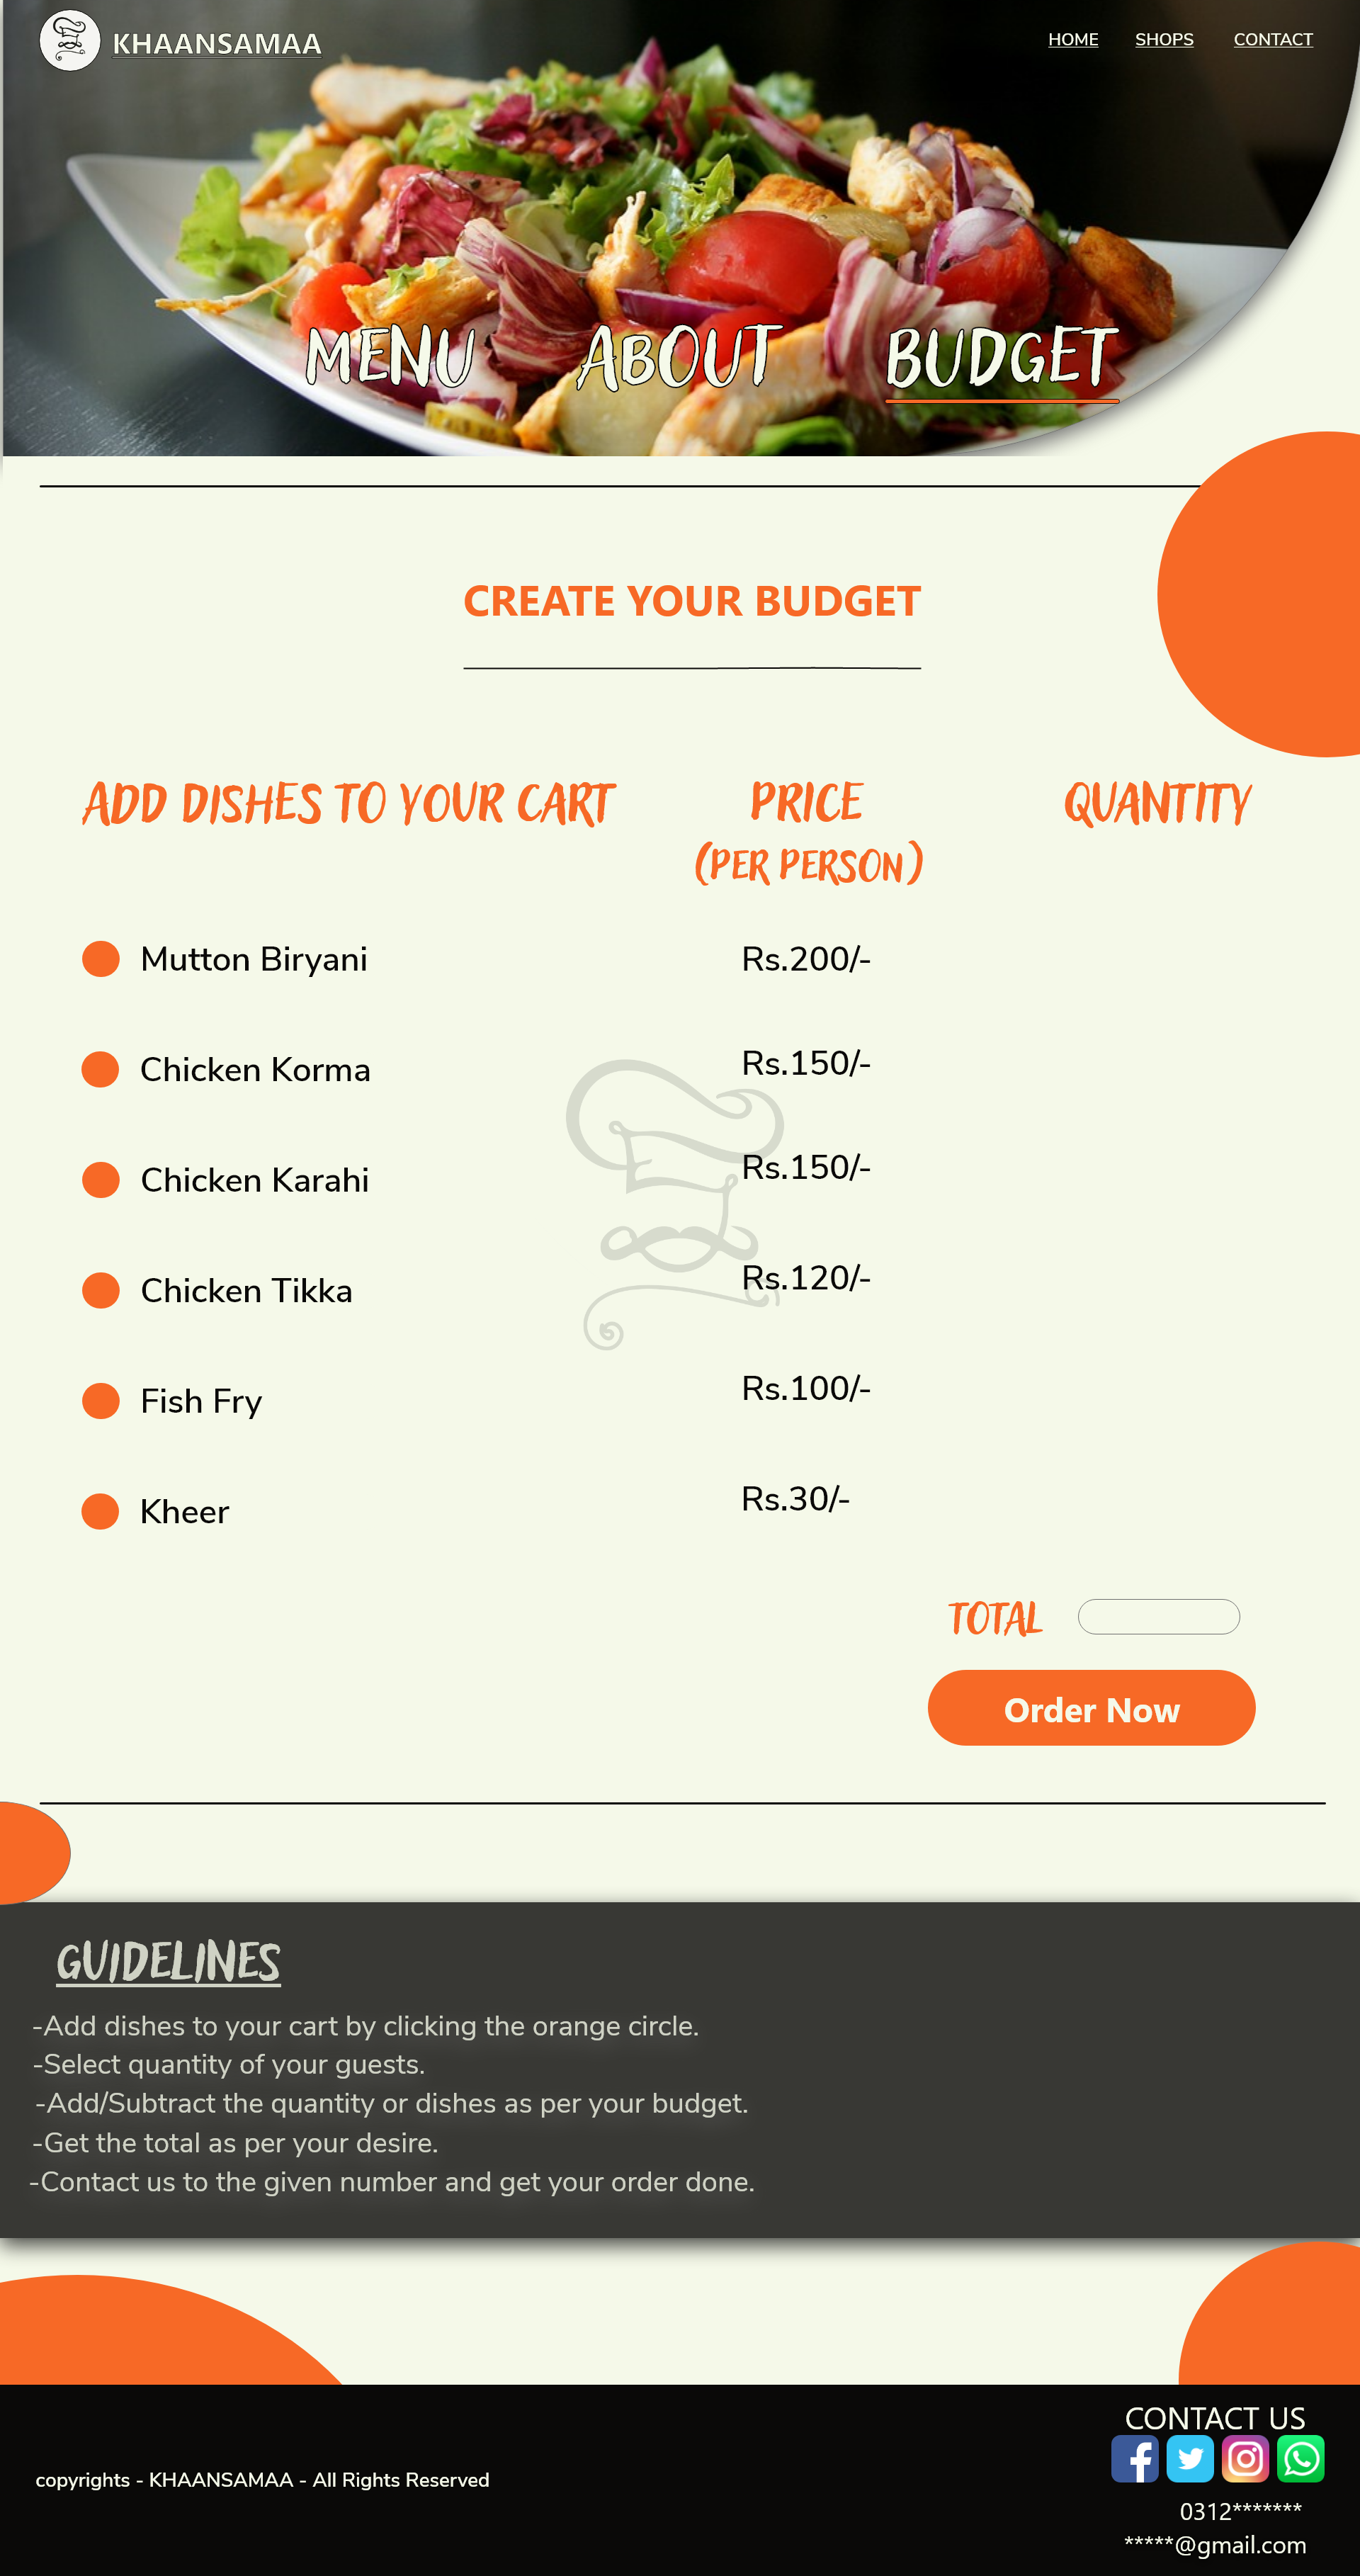 KHAANSAMAA
HOME SHOPS CONTACT
MENU ABOUT BUDGET
CREATE YOUR BUDGET
ADD DISHES TO YOUR CART PRICE QUANTITY
(PER PERSON)
Mutton Biryani Rs.200/-
Chicken Korma Rs.150/-
Chicken Karahi Rs.150/-
Chicken Tikka Rs.120/-
Fish Fry Rs.100/-
Kheer Rs.30/-
TOTAL
Order Now
GUIDELINES
-Add dishes to your cart by clicking the orange circle.
-Select quantity of your guests.
-Add/Subtract the quantity or dishes as per your budget.
-Get the total as per your desire.
-Contact us to the given number and get your order done.
CONTACT US
copyrights - KHAANSAMAA - All Rights Reserved
0312*******
*****@gmail.com